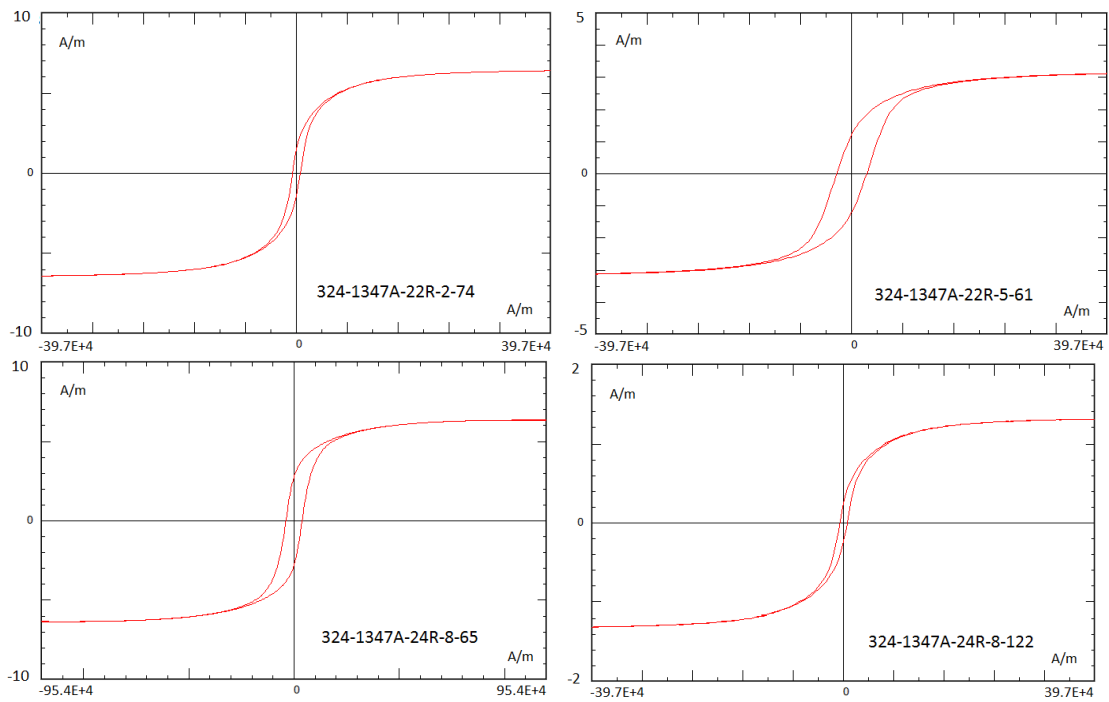 10
A/m
0
324-1347A-22R-2-74
A/m
-10
-39.7E+4
0
39.7E+4
5
A/m
0
324-1347A-22R-5-61
A/m
-5
-39.7E+4
0
39.7E+4
10
A/m
0
324-1347A-24R-8-65
A/m
-10
-95.4E+4
0
95.4E+4
2
A/m
0
324-1347A-24R-8-122
A/m
-2
-39.7E+4
0
39.7E+4